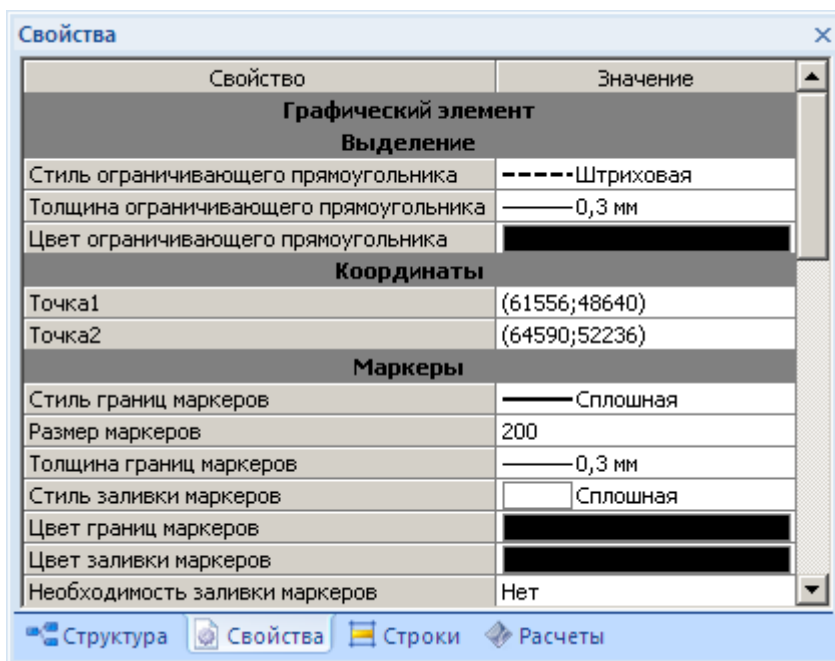 Свойства
Свойство Значение
Графический элемент
Выделение
Стиль ограничивающего прямоугольника Штриховая
Толщина ограничивающего прямоугольника 0,3 мм
Цвет ограничивающего прямоугольника
Координаты
Точка1 (61556;48640)
Точка2 (64590;52236)
Маркеры
Стиль границ маркеров Сплошная
Размер маркеров 200
Толщина границ маркеров 0,3 мм
Стиль заливки маркеров Сплошная
Цвет границ маркеров
Цвет заливки маркеров
Необходимость заливки маркеров Нет
Структура Свойства Строки Расчеты